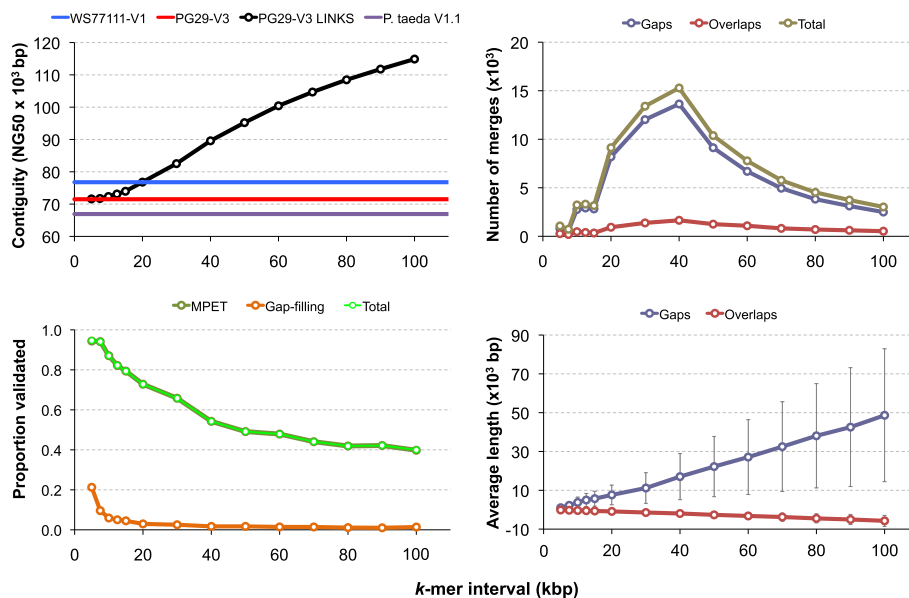 WS77111-V1 PG29-V3 PG29-V3 LINKS P. taeda V1.1
Contiguity (NG50 x 10³ bp)
120
110
100
90
80
70
60
0 20 40 60 80 100
Gaps Overlaps Total
Number of merges (x10³)
20
15
10
5
0
0 20 40 60 80 100
MPET Gap-filling Total
Proportion validated
1.0
0.8
0.6
0.4
0.2
0.0
0 20 40 60 80 100
Gaps Overlaps
Average length (x10³ bp)
90
70
50
30
10
-10
0 20 40 60 80 100
k-mer interval (kbp)